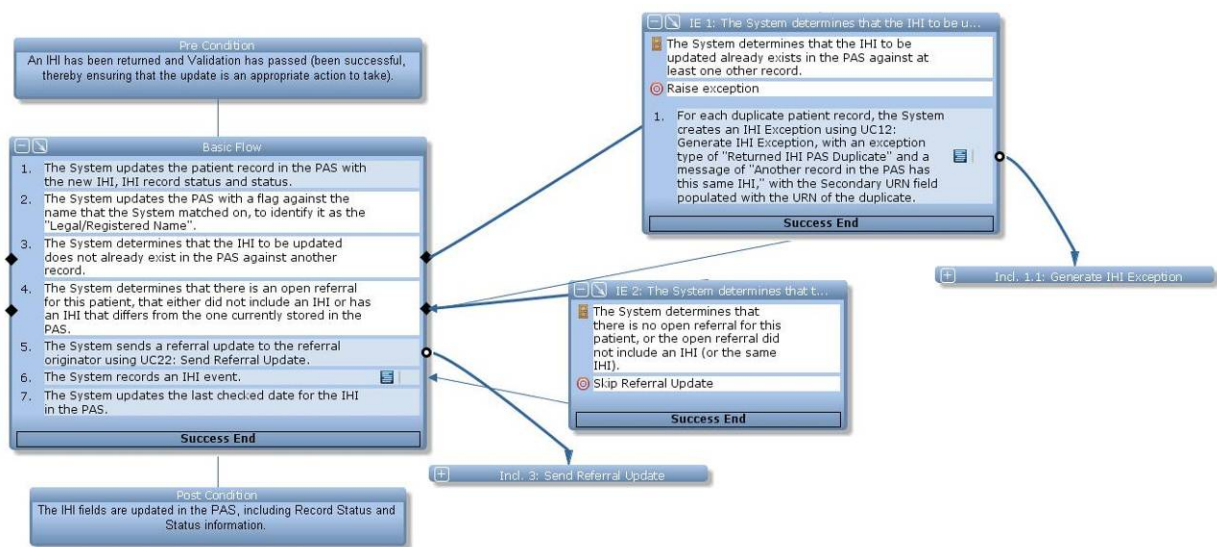 Pre Condition
An IHI has been returned and Validation has passed (been successful,
thereby ensuring that the update is an appropriate action to take).
Basic Flow
1. The System updates the patient record in the PAS with
the new IHI, IHI record status and status.
2. The System updates the PAS with a flag against the
name that the System matched on, to identify it as the
"Legal/Registered Name".
3. The System determines that the IHI to be updated
does not already exist in the PAS against another
record.
4. The System determines that there is an open referral
for this patient, that either did not include an IHI or has
an IHI that differs from the one currently stored in the
PAS.
5. The System sends a referral update to the referral
originator using UC22: Send Referral Update.
6. The System records an IHI event.
7. The System updates the last checked date for the IHI
in the PAS.
Success End
Post Condition
The IHI fields are updated in the PAS, including Record Status and
Status information.
IE 1: The System determines that the IHI to be u...
The System determines that the IHI to be
updated already exists in the PAS against at
least one other record.
Raise exception
1. For each duplicate patient record, the System
creates an IHI Exception using UC12:
Generate IHI Exception, with an exception
type of "Returned IHI PAS Duplicate" and a
message of "Another record in the PAS has
this same IHI," with the Secondary URN field
populated with the URN of the duplicate.
Success End
Incl. 1.1: Generate IHI Exception
IE 2: The System determines that t...
The System determines that
there is no open referral for this
patient, or the open referral did
not include an IHI (or the same
IHI).
Skip Referral Update
Success End
Incl. 3: Send Referral Update